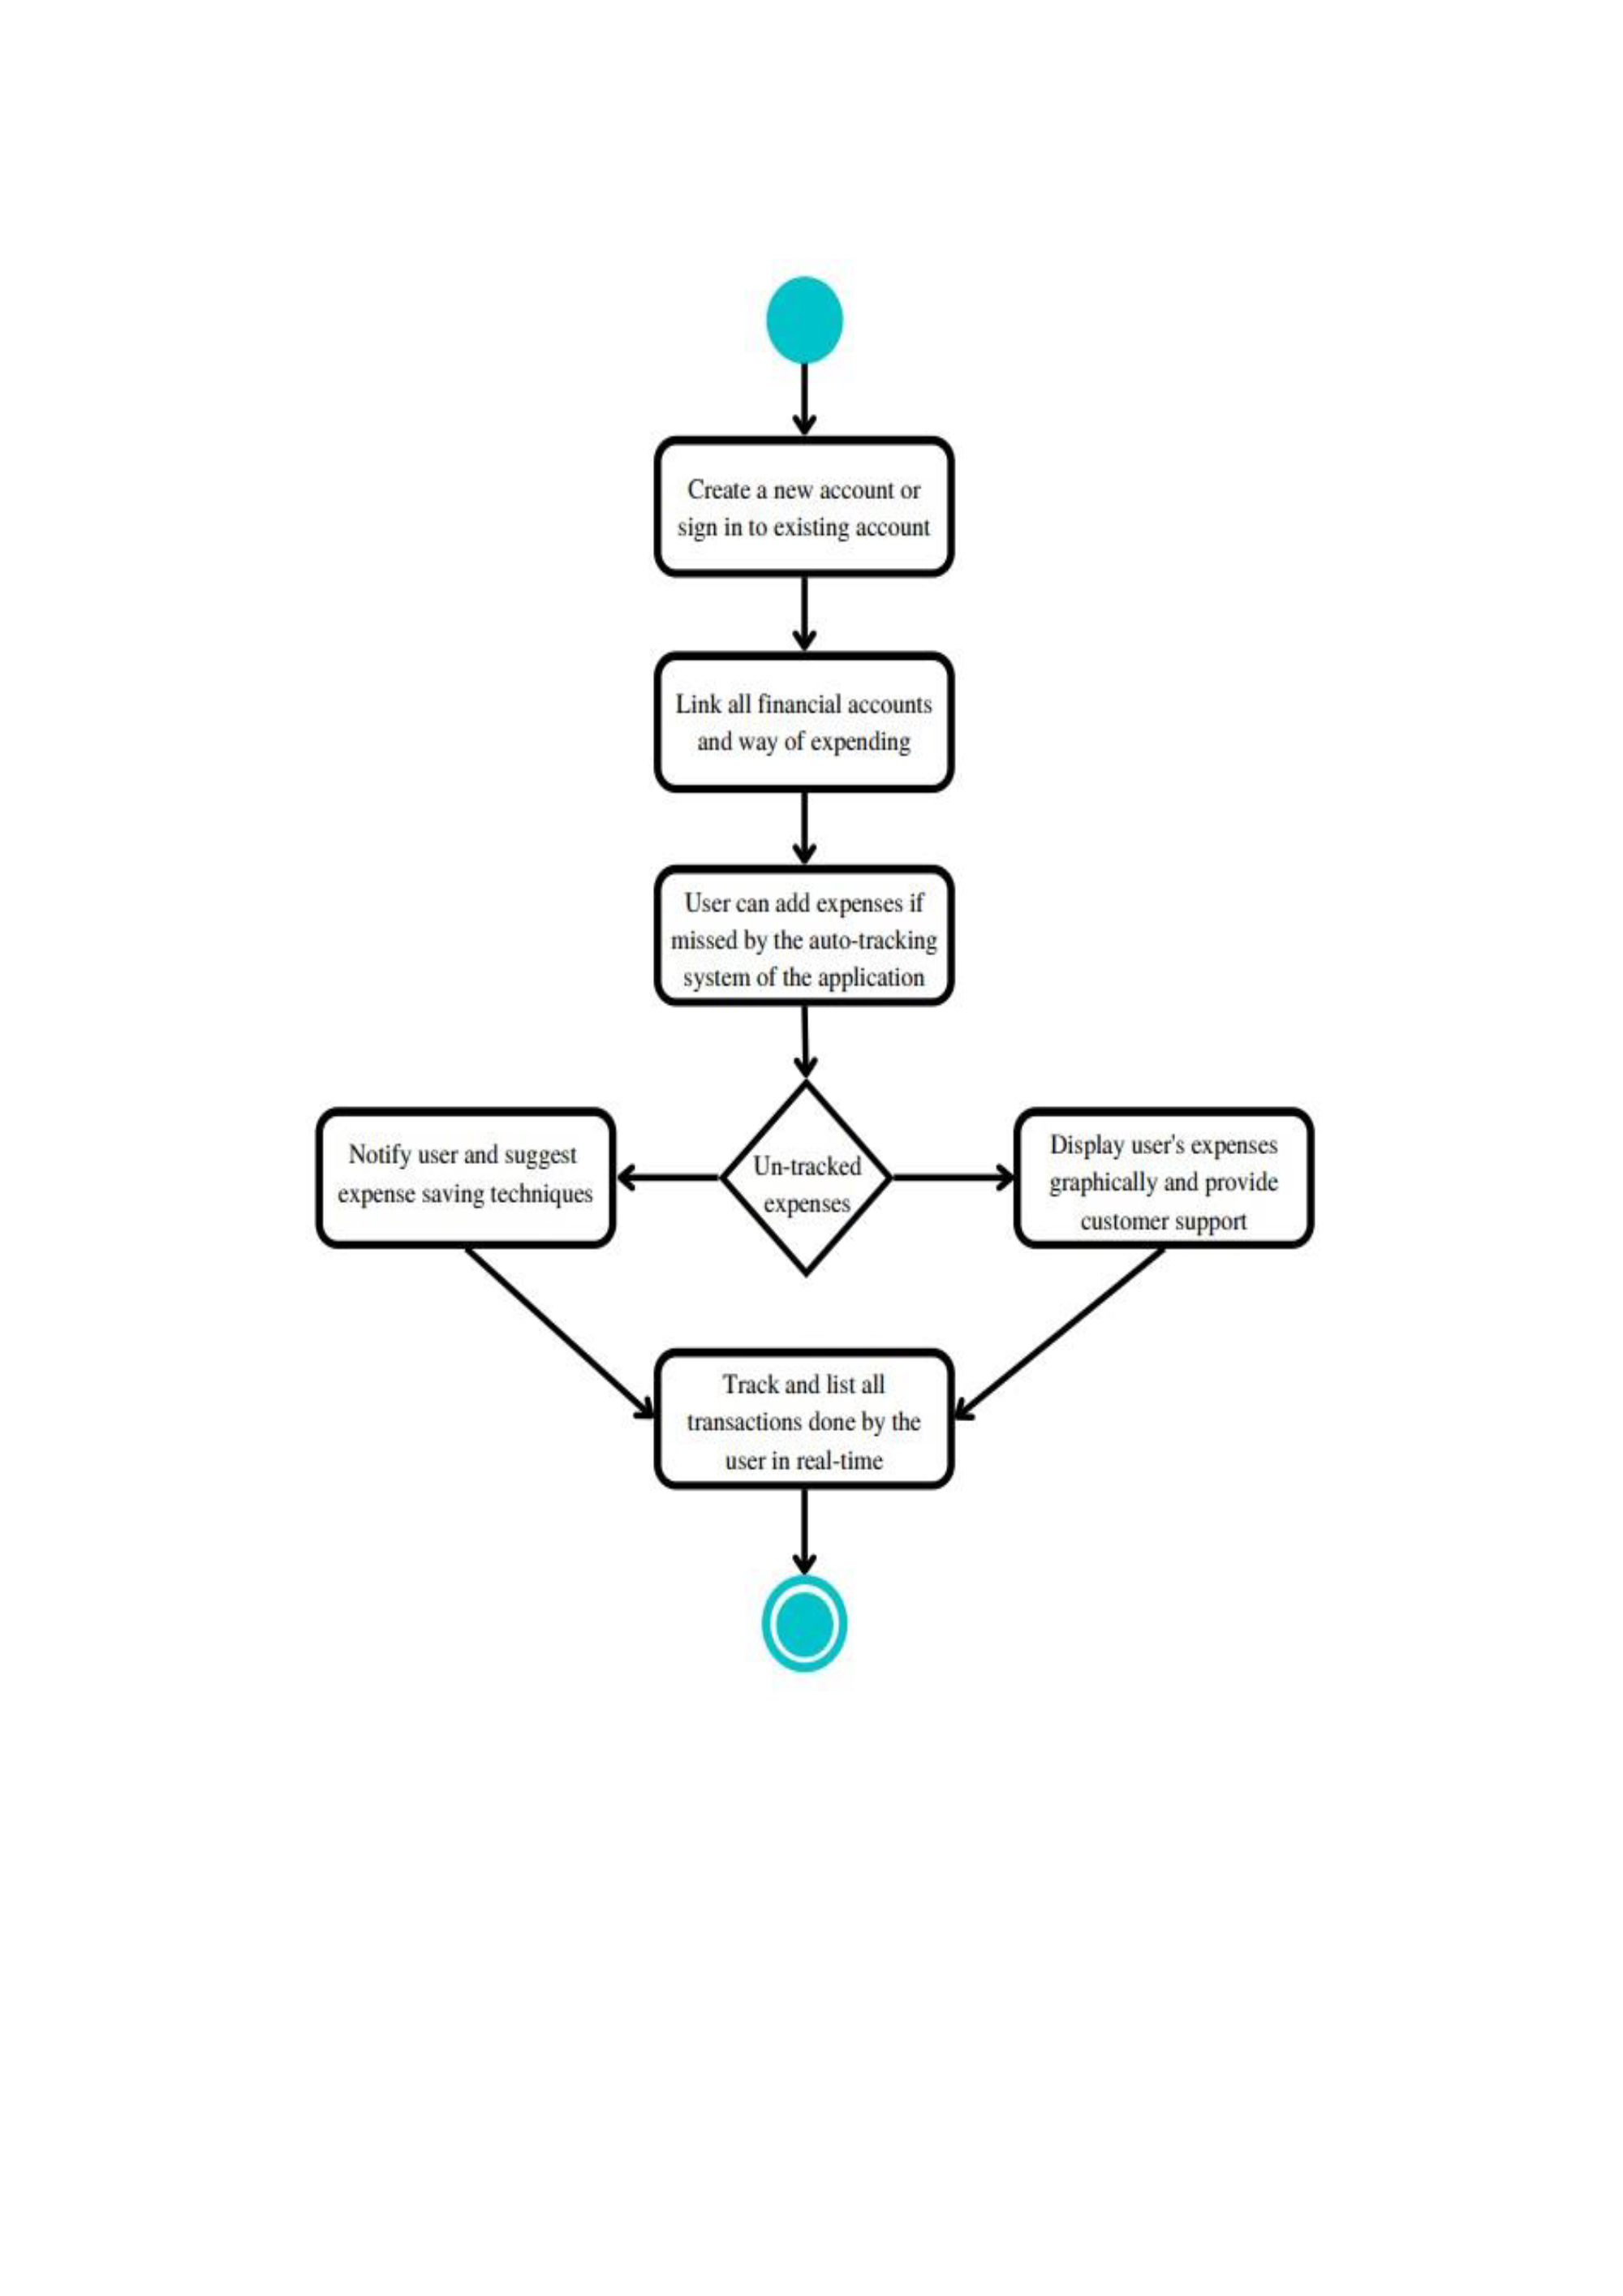 Create a new account or
sign in to existing account
Link all financial accounts
and way of expending
User can add expenses if
missed by the auto-tracking
system of the application
Notify user and suggest
expense saving techniques
Un-tracked
expenses
Display user's expenses
graphically and provide
customer support
Track and list all
transactions done by the
user in real-time